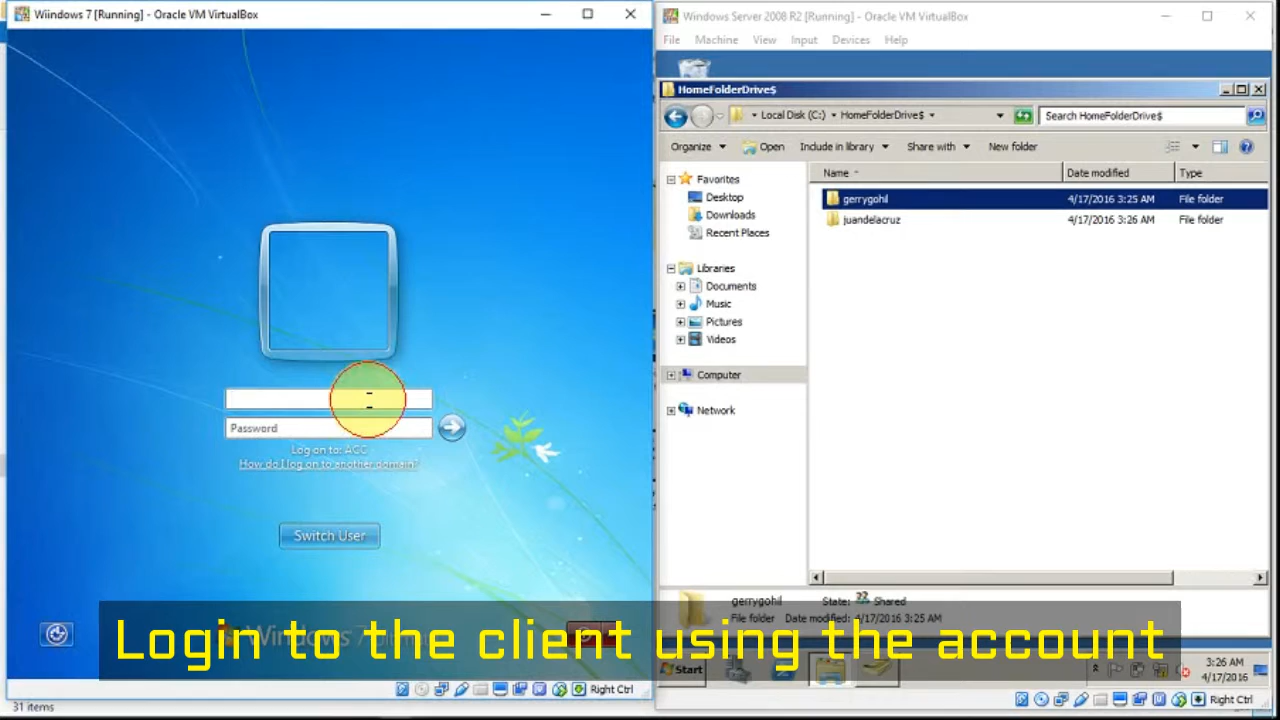 Wiindows 7 [Running] - Oracle VM VirtualBox
Password
Log on to: ACC
How do I log on to another domain?
Switch User
Windows 7
31 items
Right Ctrl
Windows Server 2008 R2 [Running] - Oracle VM VirtualBox
File Machine View Input Devices Help
HomeFolderDrive$
Local Disk (C:) HomeFolderDrive$
Search HomeFolderDrive$
Organize Open Include in library Share with New folder
Favorites
Desktop
Downloads
Recent Places
Libraries
Documents
Music
Pictures
Videos
Computer
Network
Name Date modified Type
gerrygohil 4/17/2016 3:25 AM File folder
juandelacruz 4/17/2016 3:26 AM File folder
gerrygohil State: Shared
File folder Date modified: 4/17/2016 3:25 AM
Login to the client using the account
Start
3:26 AM
4/17/2016
Right Ctrl